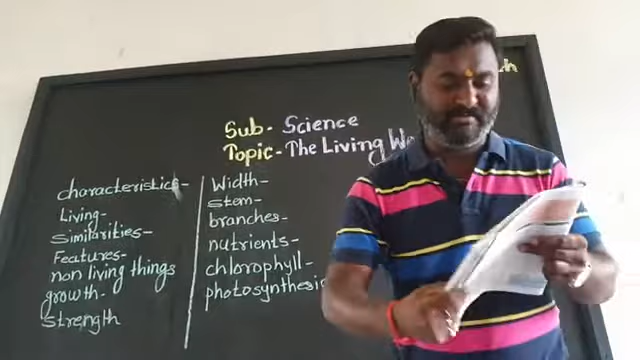 Sub- Science
Topic- The Living
characteristics-
Living-
Similarities-
Features-
non living things
growth-
Strength
Width-
stem-
branches-
nutrients-
chlorophyll-
photosynthesis